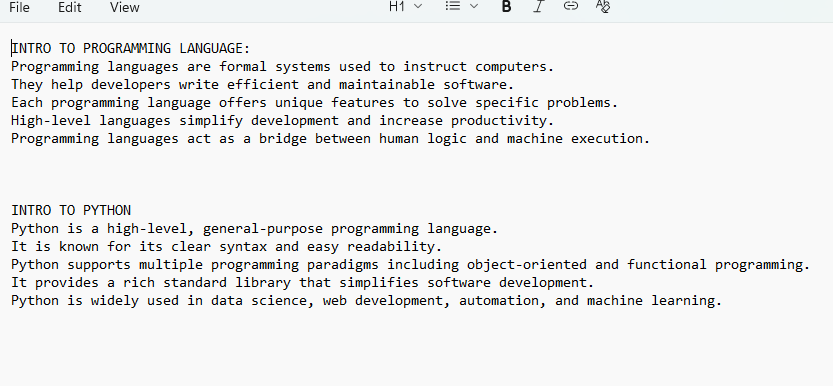 File Edit View H1 B I
INTRO TO PROGRAMMING LANGUAGE:
Programming languages are formal systems used to instruct computers.
They help developers write efficient and maintainable software.
Each programming language offers unique features to solve specific problems.
High-level languages simplify development and increase productivity.
Programming languages act as a bridge between human logic and machine execution.
INTRO TO PYTHON
Python is a high-level, general-purpose programming language.
It is known for its clear syntax and easy readability.
Python supports multiple programming paradigms including object-oriented and functional programming.
It provides a rich standard library that simplifies software development.
Python is widely used in data science, web development, automation, and machine learning.